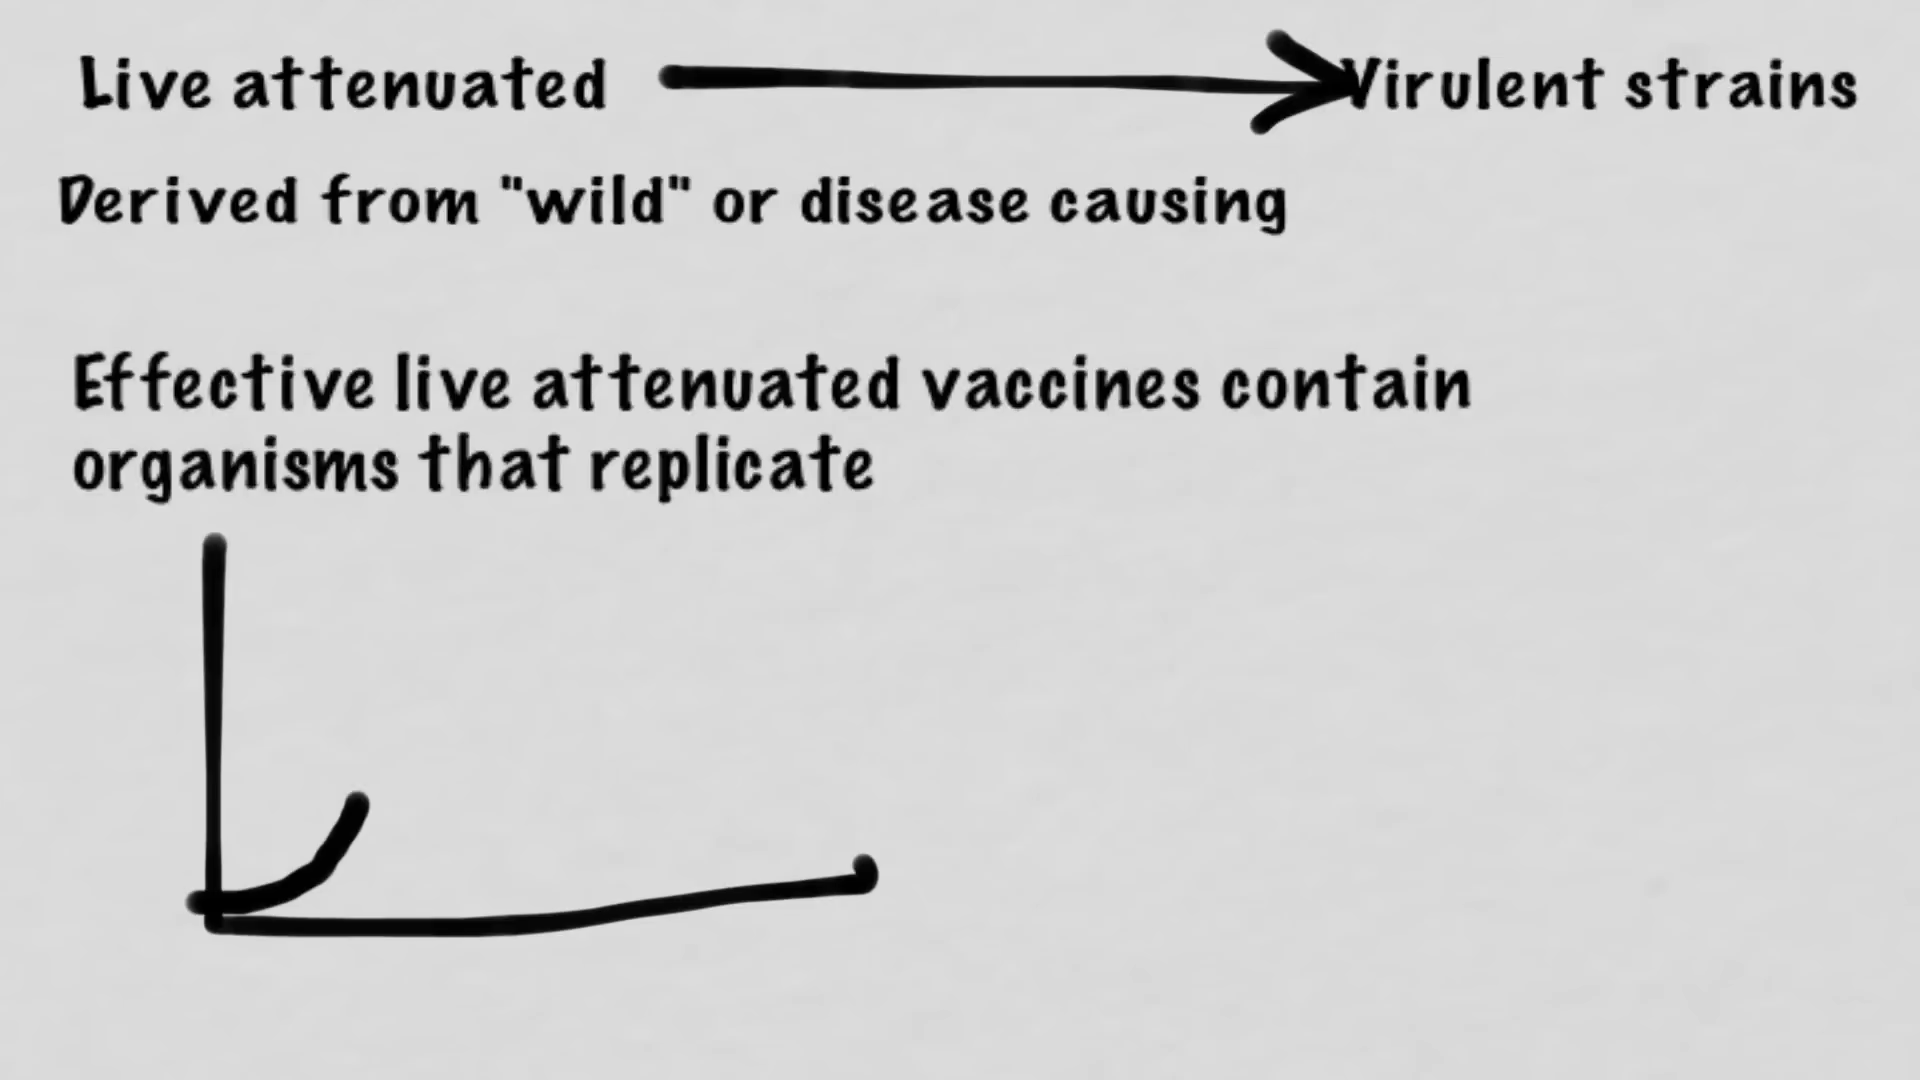 Live attenuated Virulent strains
Derived from "wild" or disease causing
Effective live attenuated vaccines contain
organisms that replicate